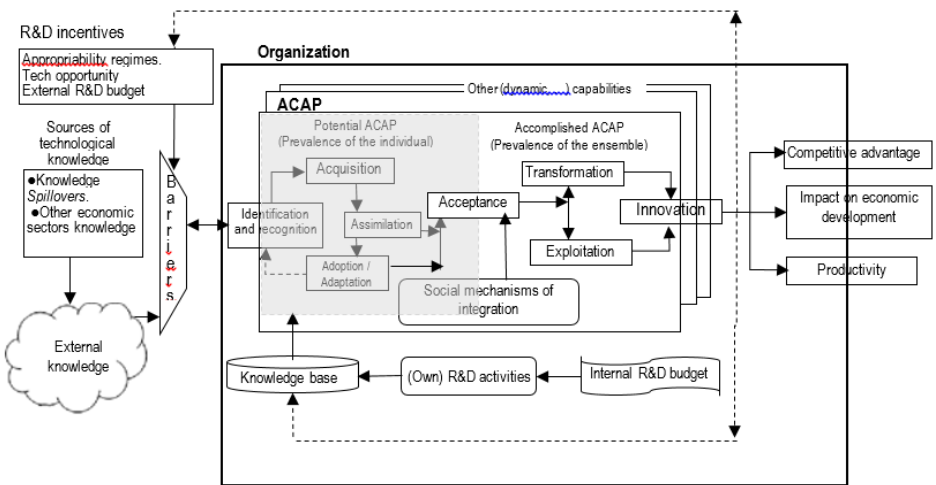 R&D incentives
Appropriability regimes.
Tech opportunity
External R&D budget
Sources of
technological
knowledge
●Knowledge
Spillovers.
●Other economic
sectors knowledge
External
knowledge
Barriers
Organization
Other (dynamic ) capabilities
ACAP
Potential ACAP
(Prevalence of the individual)
Accomplished ACAP
(Prevalence of the ensemble)
Identification
and recognition
Acquisition
Assimilation
Adoption /
Adaptation
Acceptance
Transformation
Exploitation
Innovation
Social mechanisms of
integration
Knowledge base
(Own) R&D activities
Internal R&D budget
Competitive advantage
Impact on economic
development
Productivity